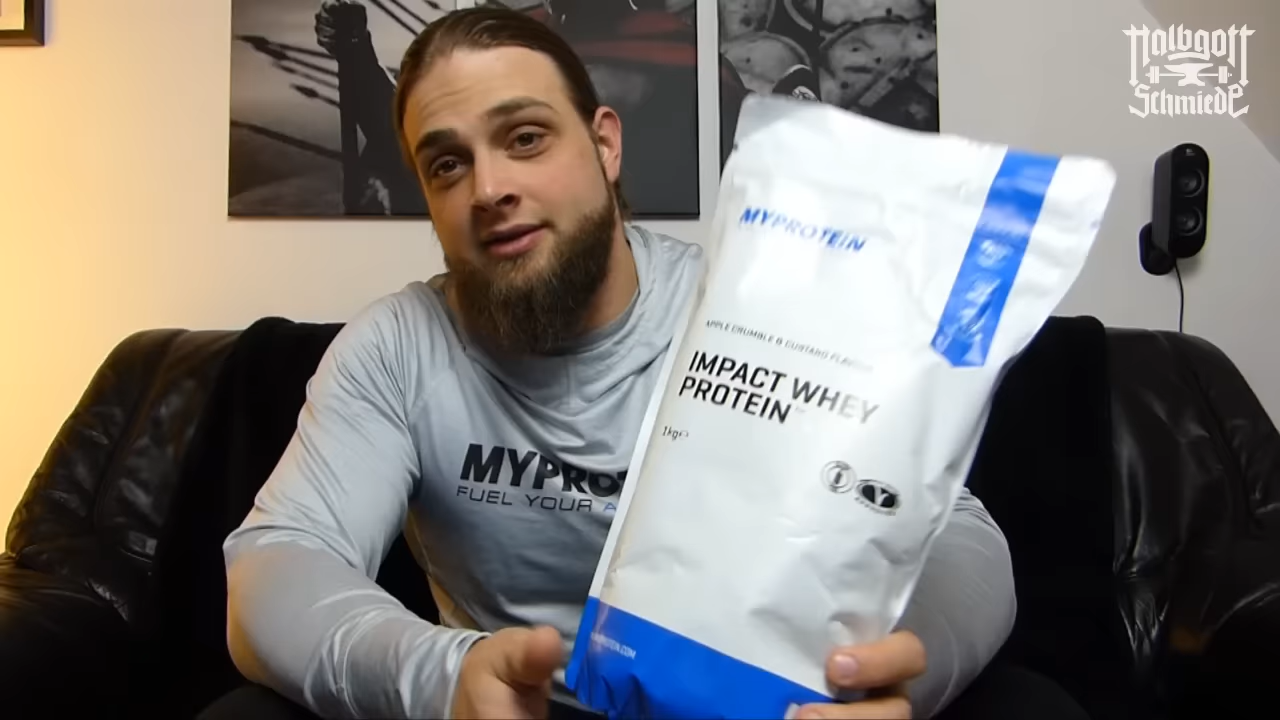 Halbgott
Schmiede
MYPROTEIN
APPLE CRUMBLE & CUSTARD FLAVOUR
IMPACT WHEY
PROTEIN
1kg℮
MYPRO
FUEL YOUR A